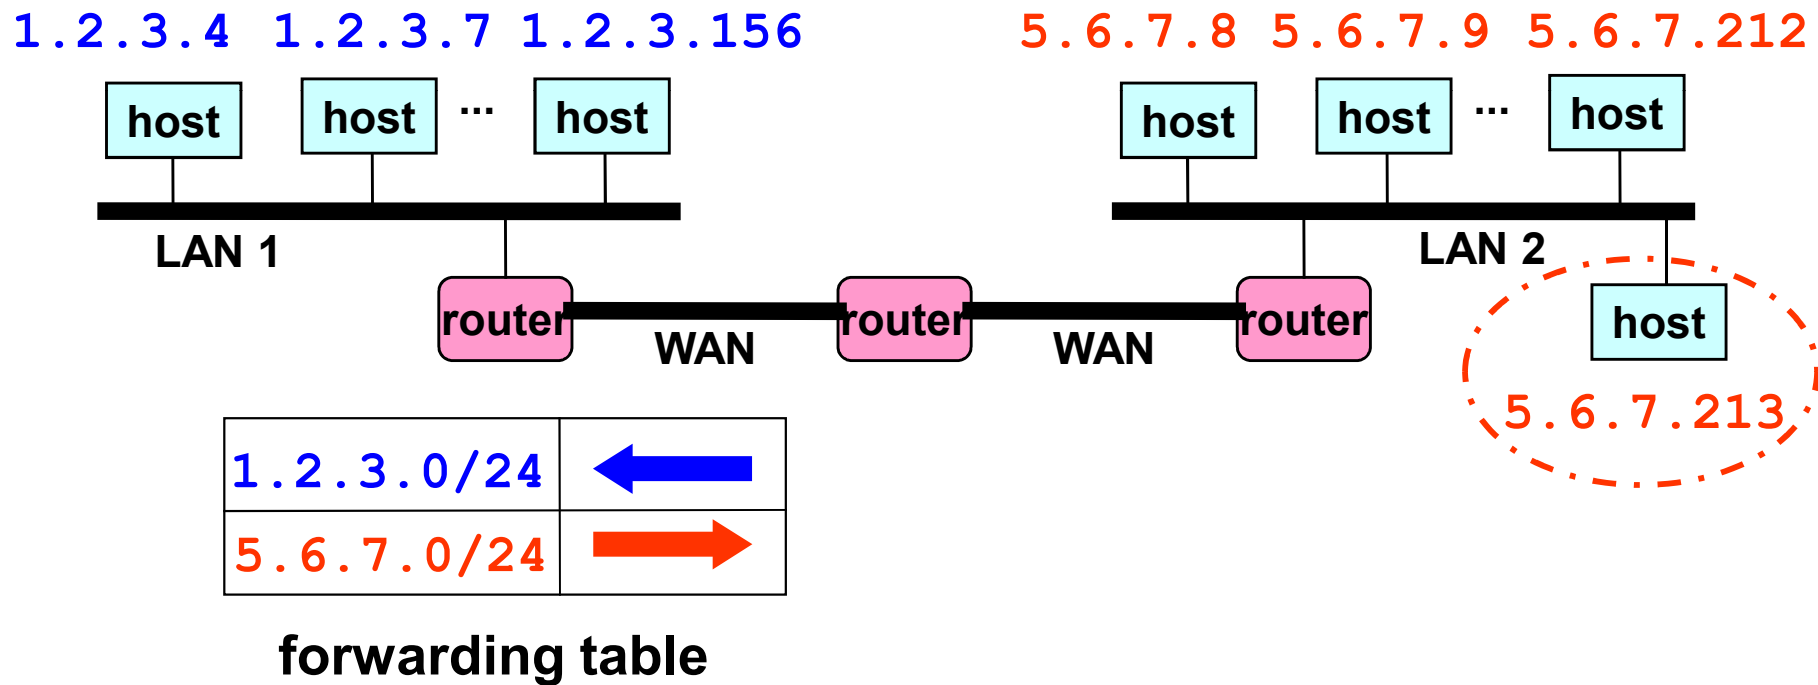 1.2.3.4 1.2.3.7 1.2.3.156 5.6.7.8 5.6.7.9 5.6.7.212
host host ... host host host ... host
LAN 1 LAN 2
router WAN router WAN router host
5.6.7.213
1.2.3.0/24
5.6.7.0/24
forwarding table